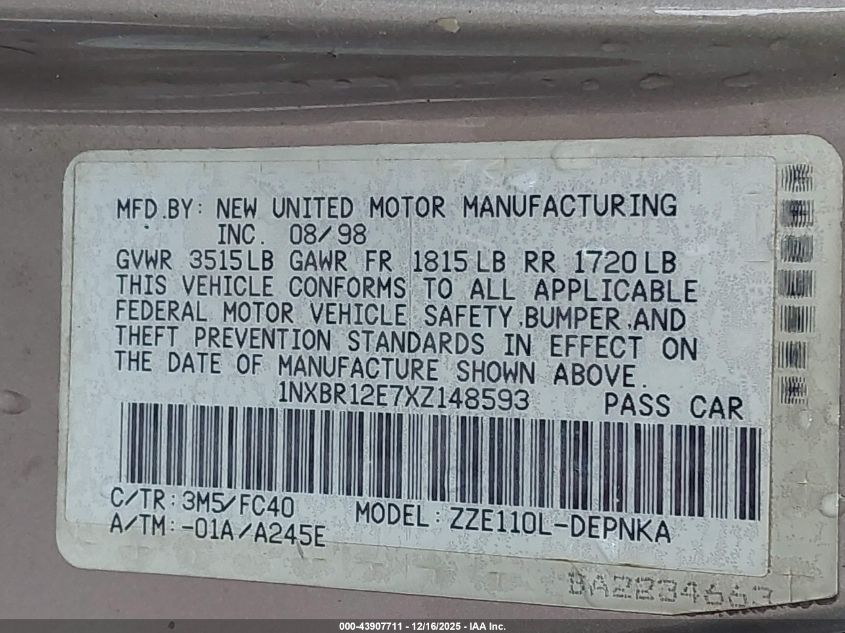 MFD.BY: NEW UNITED MOTOR MANUFACTURING
INC. 08/98
GVWR 3515LB GAWR FR 1815LB RR 1720LB
THIS VEHICLE CONFORMS TO ALL APPLICABLE
FEDERAL MOTOR VEHICLE SAFETY,BUMPER,AND
THEFT PREVENTION STANDARDS IN EFFECT ON
THE DATE OF MANUFACTURE SHOWN ABOVE.
1NXBR12E7XZ148593 PASS CAR
C/TR: 3M5/FC40 MODEL: ZZE110L-DEPNKA
A/TM: -01A/A245E
BA2234663
000-43907711 - 12/16/2025 - IAA Inc.